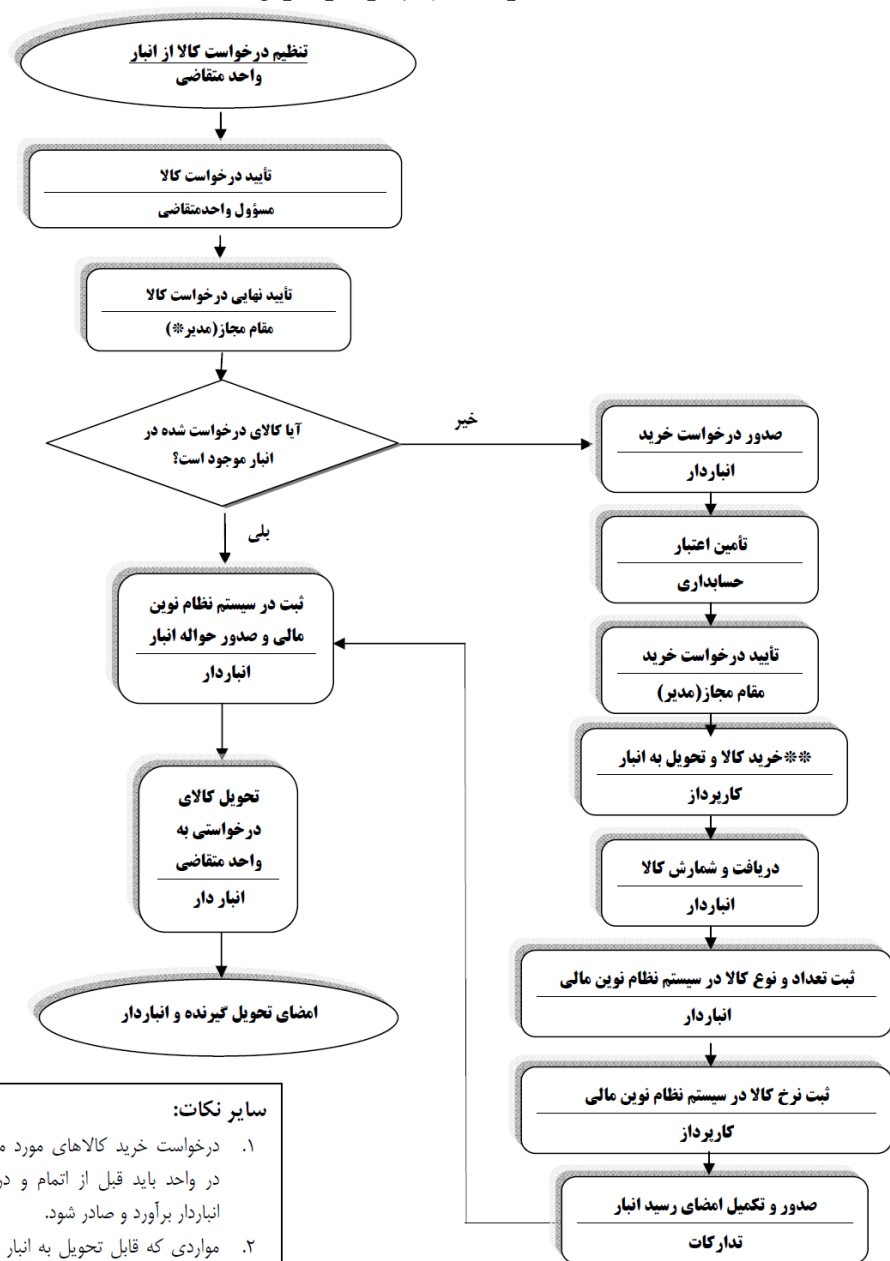 تنظیم درخواست کالا از انبار
واحد متقاضی
تأیید درخواست کالا
مسؤول واحدمتقاضی
تأیید نهایی درخواست کالا
مقام مجاز(مدیر*)
آیا کالای درخواست شده در
انبار موجود است؟
خیر
بلی
صدور درخواست خرید
انباردار
تأمین اعتبار
حسابداری
تأیید درخواست خرید
مقام مجاز(مدیر)
**خرید کالا و تحویل به انبار
کارپرداز
دریافت و شمارش کالا
انباردار
ثبت تعداد و نوع کالا در سیستم نظام نوین مالی
انباردار
ثبت نرخ کالا در سیستم نظام نوین مالی
کارپرداز
صدور و تکمیل امضای رسید انبار
تدارکات
ثبت در سیستم نظام نوین
مالی و صدور حواله انبار
انباردار
تحویل کالای
درخواستی به
واحد متقاضی
انبار دار
امضای تحویل گیرنده و انباردار
سایر نکات:
۱. درخواست خرید کالاهای مورد
در واحد باید قبل از اتمام و
انباردار برآورد و صادر شود.
۲. مواردی که قابل تحویل به انبار